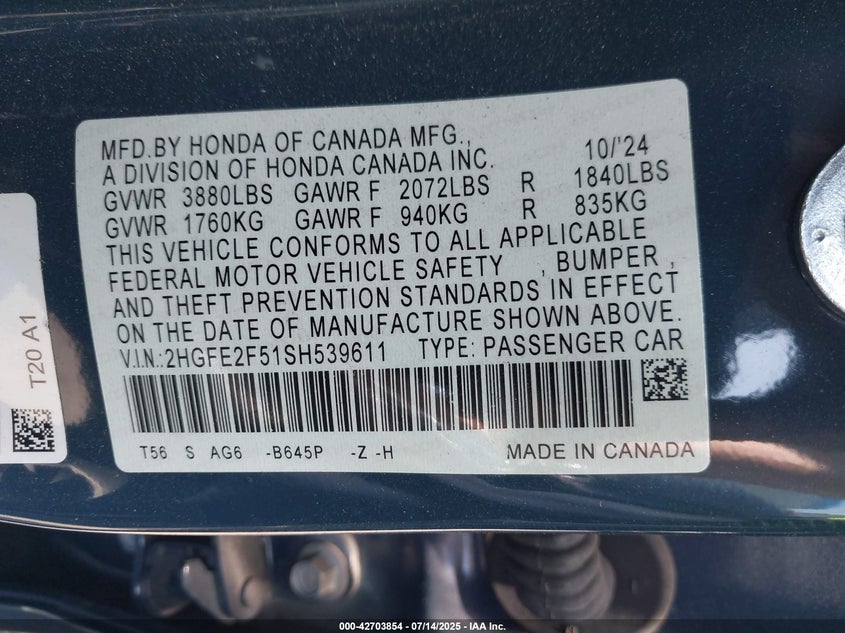 MFD.BY HONDA OF CANADA MFG.,
A DIVISION OF HONDA CANADA INC. 10/'24
GVWR 3880LBS GAWR F 2072LBS R 1840LBS
GVWR 1760KG GAWR F 940KG R 835KG
THIS VEHICLE CONFORMS TO ALL APPLICABLE
FEDERAL MOTOR VEHICLE SAFETY , BUMPER ,
AND THEFT PREVENTION STANDARDS IN EFFECT
ON THE DATE OF MANUFACTURE SHOWN ABOVE.
V.I.N.:2HGFE2F51SH539611 TYPE: PASSENGER CAR
T56 S AG6 -B645P -Z -H MADE IN CANADA
T20 A1
000-42703854 - 07/14/2025 - IAA Inc.